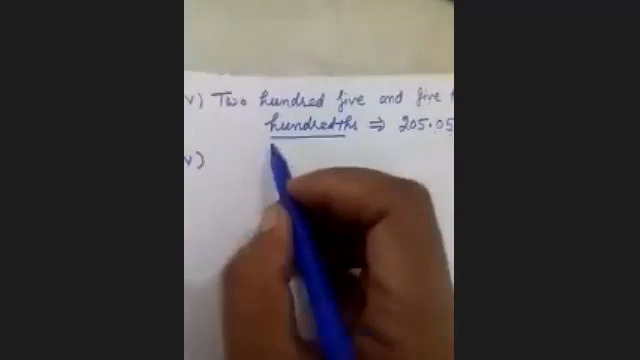 v) Two hundred five and five
hundredths ⇒ 205.05
v)